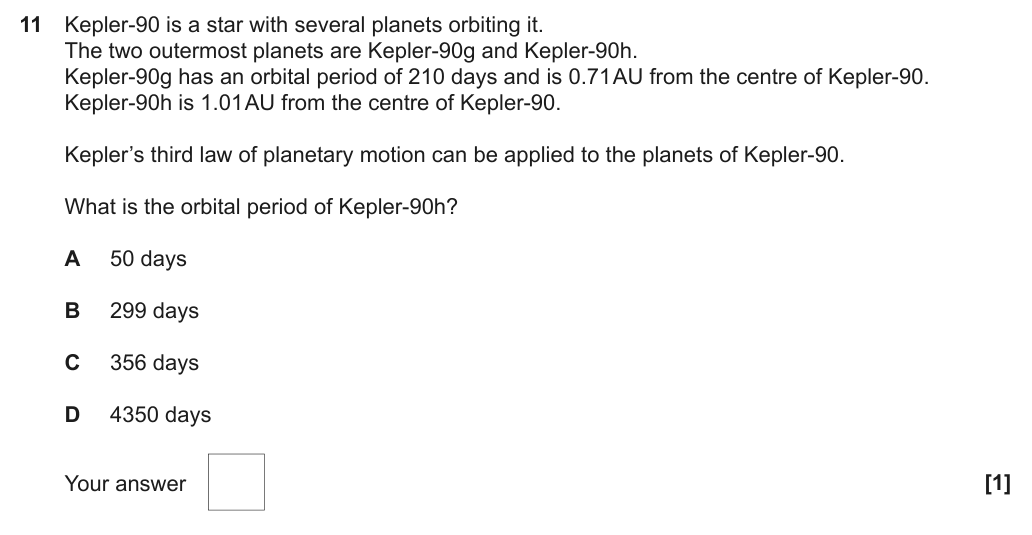 11 Kepler-90 is a star with several planets orbiting it.
The two outermost planets are Kepler-90g and Kepler-90h.
Kepler-90g has an orbital period of 210 days and is 0.71 AU from the centre of Kepler-90.
Kepler-90h is 1.01 AU from the centre of Kepler-90.
Kepler’s third law of planetary motion can be applied to the planets of Kepler-90.
What is the orbital period of Kepler-90h?
A 50 days
B 299 days
C 356 days
D 4350 days
Your answer [1]